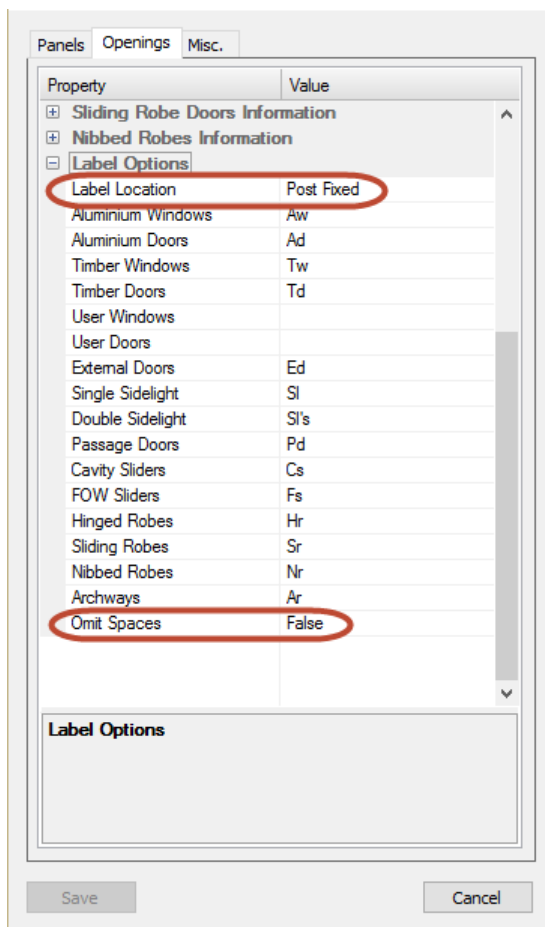 Panels Openings Misc.
Property Value
Sliding Robe Doors Information
Nibbed Robes Information
Label Options
Label Location Post Fixed
Aluminium Windows Aw
Aluminium Doors Ad
Timber Windows Tw
Timber Doors Td
User Windows
User Doors
External Doors Ed
Single Sidelight Sl
Double Sidelight Sl's
Passage Doors Pd
Cavity Sliders Cs
FOW Sliders Fs
Hinged Robes Hr
Sliding Robes Sr
Nibbed Robes Nr
Archways Ar
Omit Spaces False
Label Options
Save Cancel